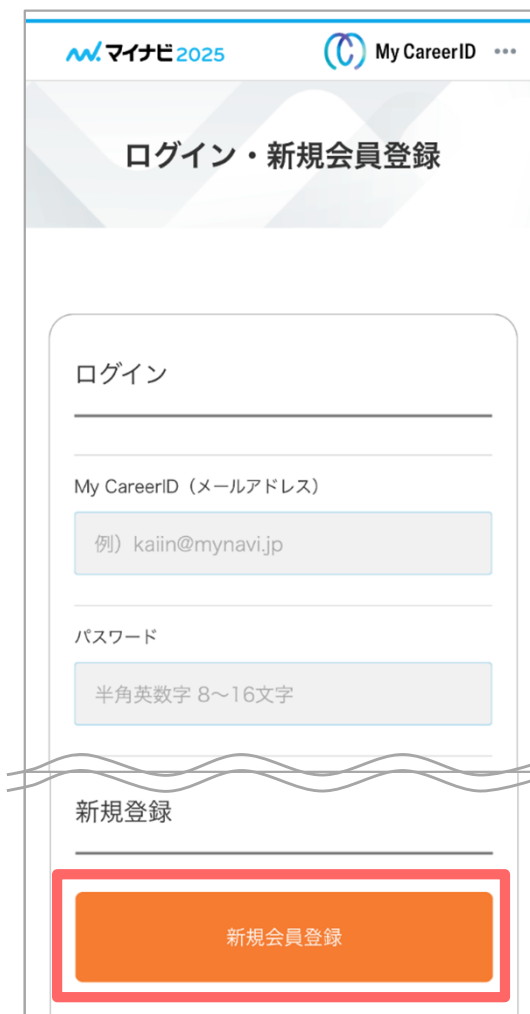 マイナビ2025
My CareerID
ログイン・新規会員登録
ログイン
My CareerID（メールアドレス）
例）kaiin@mynavi.jp
パスワード
半角英数字 8〜16文字
新規登録
新規会員登録